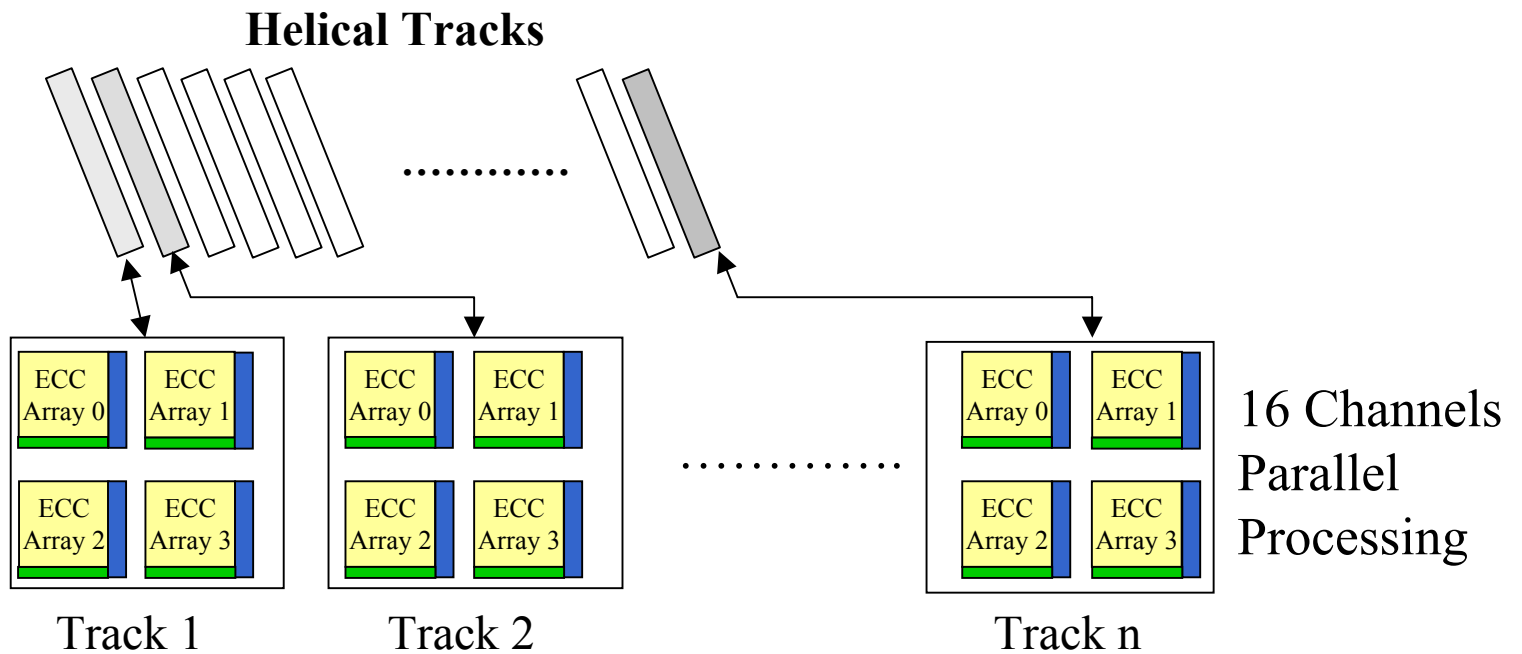 Helical Tracks
............
ECC
Array 0
ECC
Array 1
ECC
Array 2
ECC
Array 3
Track 1
ECC
Array 0
ECC
Array 1
ECC
Array 2
ECC
Array 3
Track 2
..............
ECC
Array 0
ECC
Array 1
ECC
Array 2
ECC
Array 3
Track n
16 Channels
Parallel
Processing